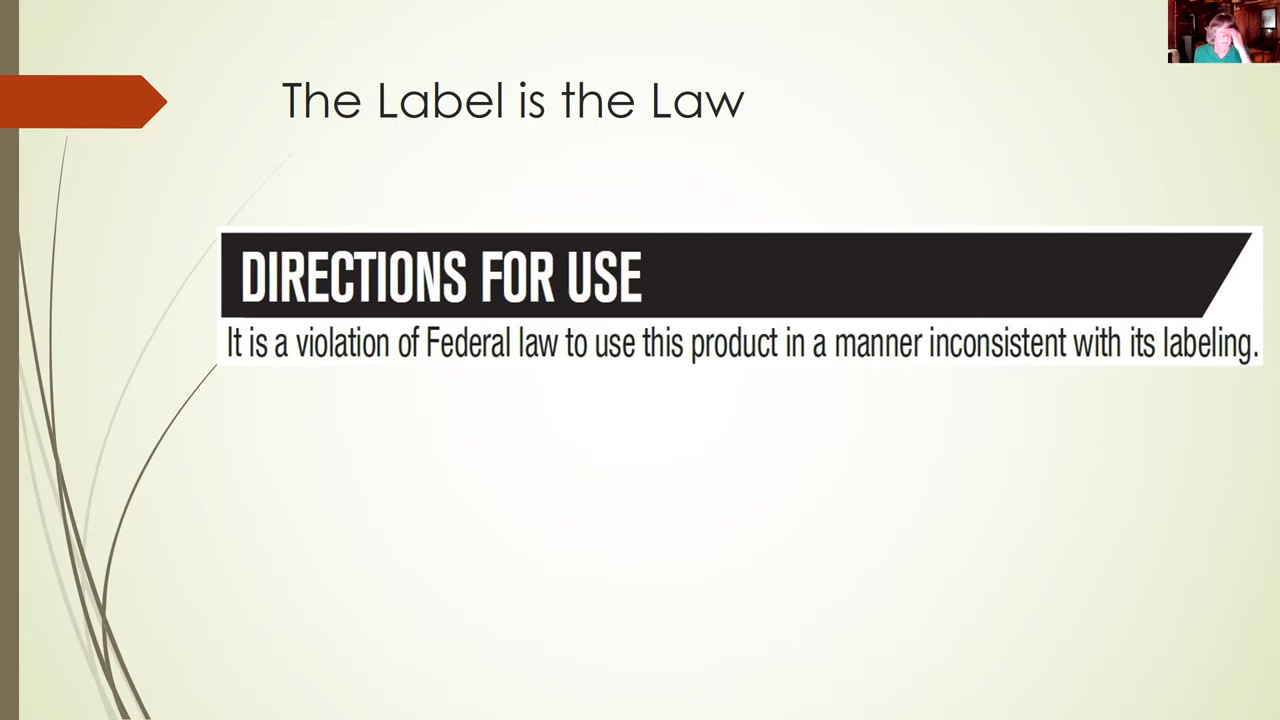 The Label is the Law
DIRECTIONS FOR USE
It is a violation of Federal law to use this product in a manner inconsistent with its labeling.